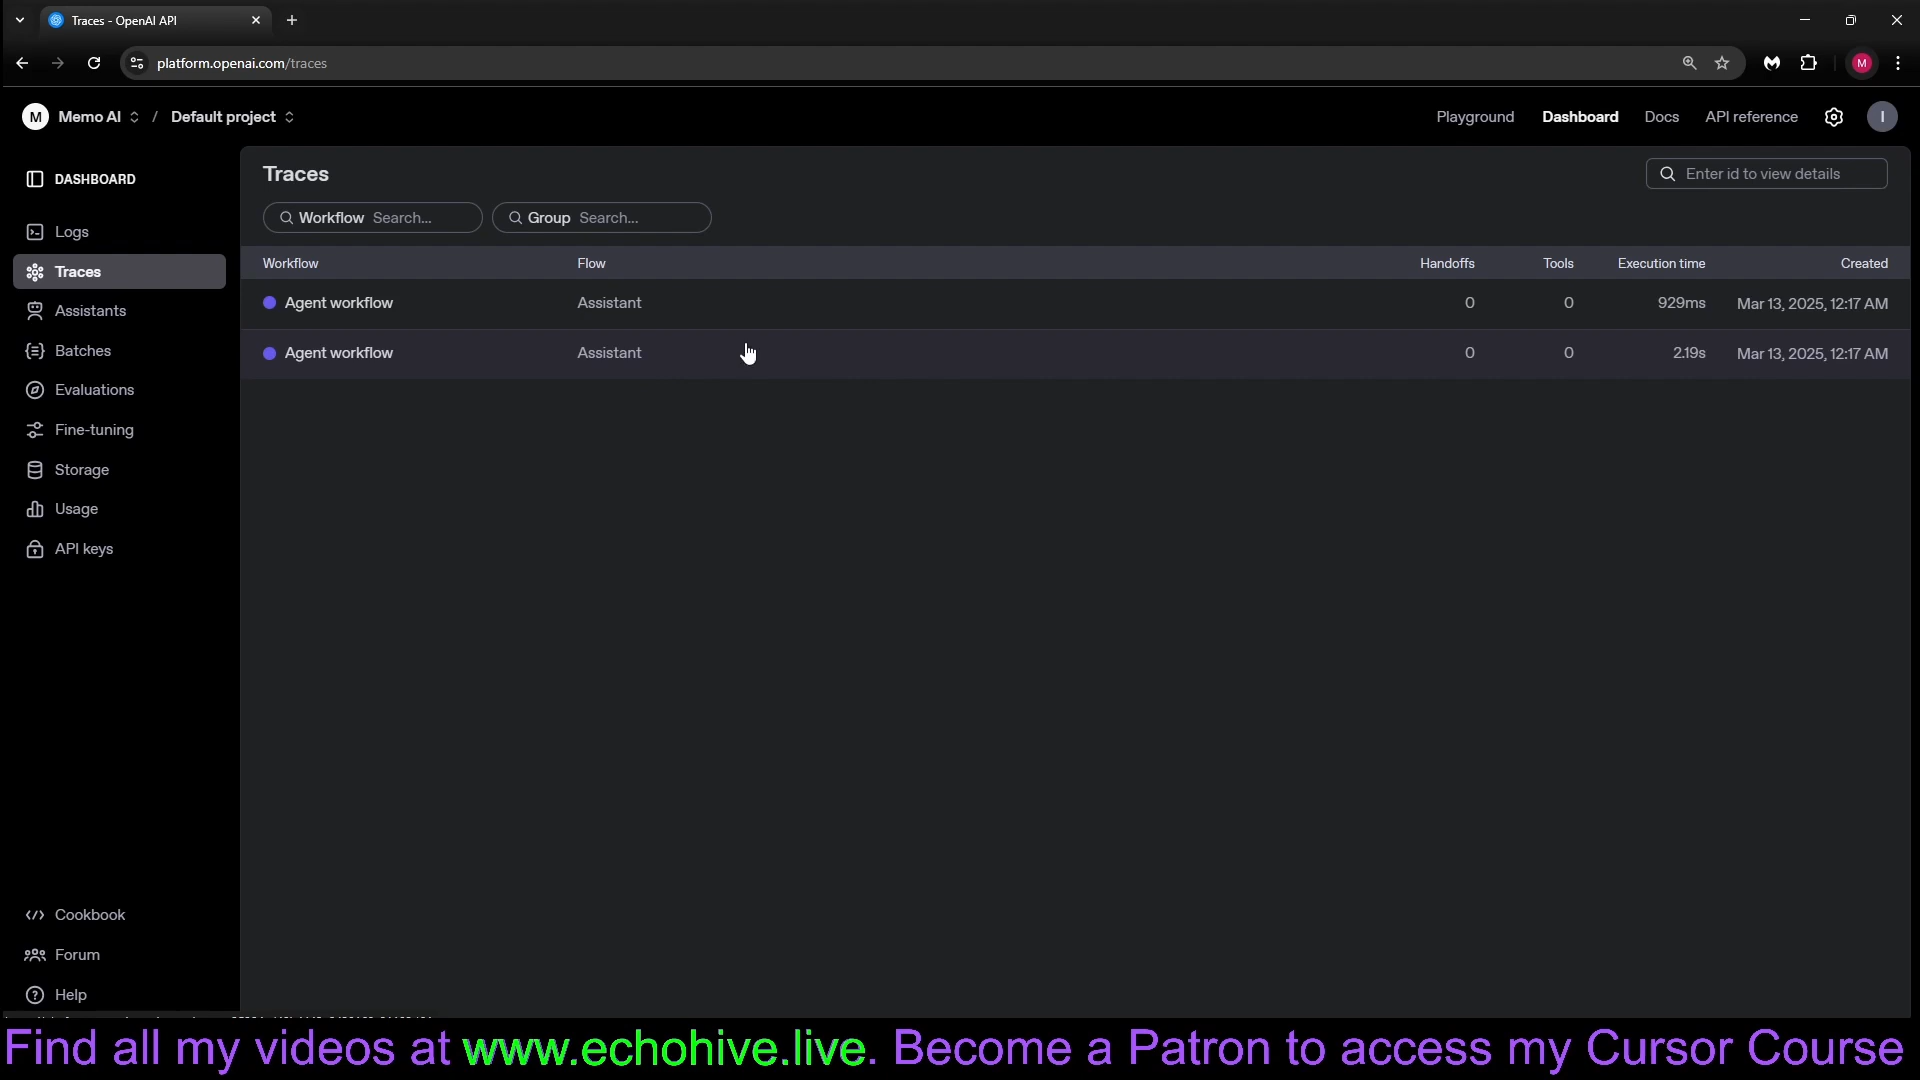 Traces - OpenAI API
platform.openai.com/traces
M
M Memo AI / Default project
Playground Dashboard Docs API reference I
DASHBOARD
Logs
Traces
Assistants
Batches
Evaluations
Fine-tuning
Storage
Usage
API keys
Cookbook
Forum
Help
Traces
Enter id to view details
Workflow Search... Group Search...
Workflow Flow Handoffs Tools Execution time Created
Agent workflow Assistant 0 0 929ms Mar 13, 2025, 12:17 AM
Agent workflow Assistant 0 0 2.19s Mar 13, 2025, 12:17 AM
Find all my videos at www.echohive.live. Become a Patron to access my Cursor Course